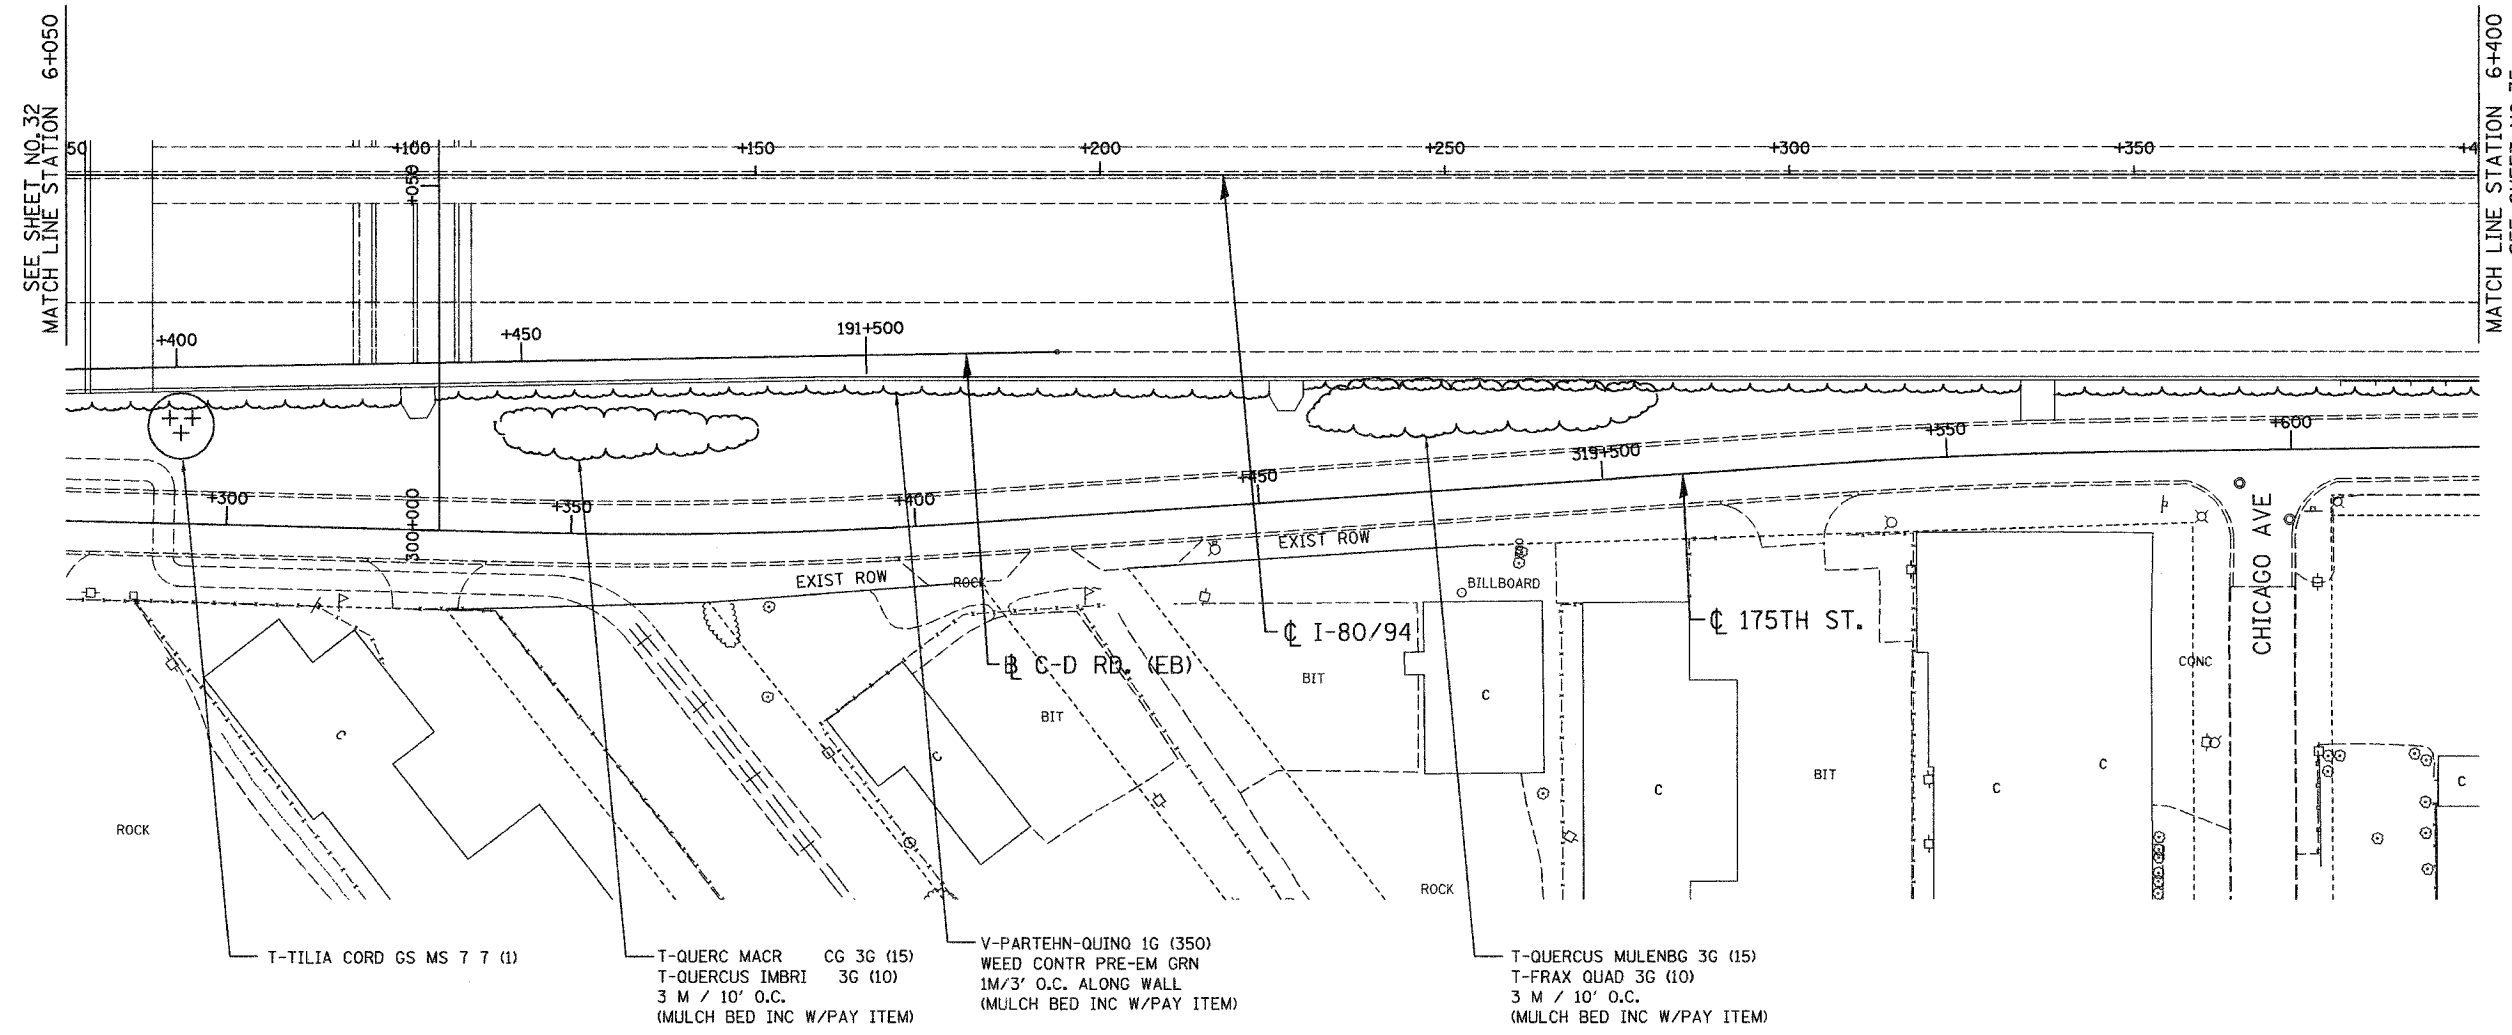 SEE SHEET NO. 32
MATCH LINE STATION 6+050
MATCH LINE STATION 6+400
50
+100
+150
+200
+250
+300
+350
+4
+050
+400
+450
191+500
+300
300+00
+350
+400
+450
319+500
+550
+600
EXIST ROW
EXIST ROW
ROCK
BILLBOARD
CHICAGO AVE
℄ I-80/94
℄ 175TH ST.
C-D RD. (EB)
CONC
BIT
BIT
BIT
C
C
C
C
C
C
C
ROCK
ROCK
T-TILIA CORD GS MS 7 7 (1)
T-QUERC MACR CG 3G (15)
T-QUERCUS IMBRI 3G (10)
3 M / 10' O.C.
(MULCH BED INC W/PAY ITEM)
V-PARTEHN-QUINQ 1G (350)
WEED CONTR PRE-EM GRN
1M/3' O.C. ALONG WALL
(MULCH BED INC W/PAY ITEM)
T-QUERCUS MULENBG 3G (15)
T-FRAX QUAD 3G (10)
3 M / 10' O.C.
(MULCH BED INC W/PAY ITEM)